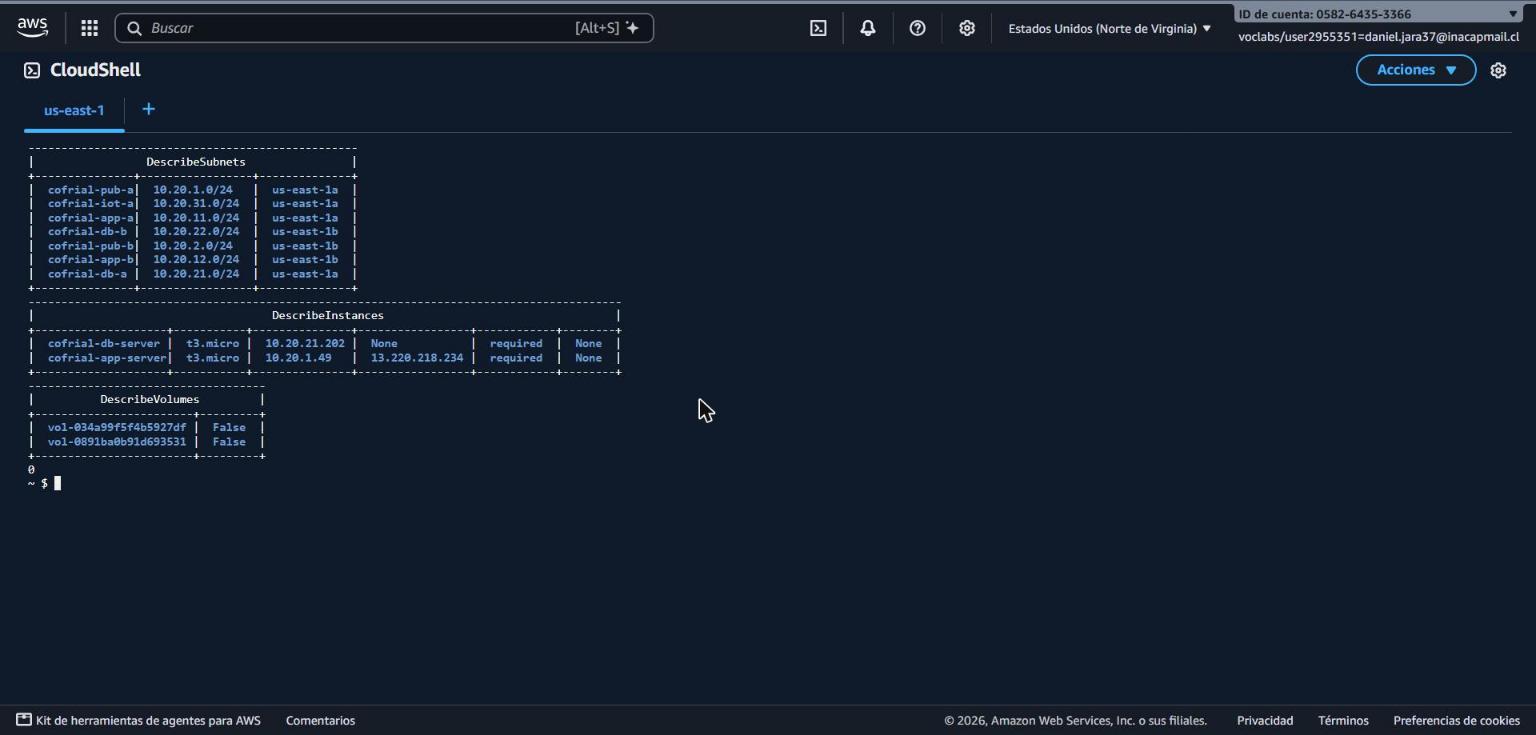 aws
Buscar [Alt+S]
Estados Unidos (Norte de Virginia) ▼
ID de cuenta: 0582-6435-3366 ▼
voclabs/user2955351=daniel.jara37@inacapmail.cl
CloudShell
Acciones ▼
us-east-1 +
-------------------------------------------------
| DescribeSubnets |
+---------------+-----------------+--------------+
| cofrial-pub-a| 10.20.1.0/24 | us-east-1a |
| cofrial-iot-a| 10.20.31.0/24 | us-east-1a |
| cofrial-app-a| 10.20.11.0/24 | us-east-1a |
| cofrial-db-b | 10.20.22.0/24 | us-east-1b |
| cofrial-pub-b| 10.20.2.0/24 | us-east-1b |
| cofrial-app-b| 10.20.12.0/24 | us-east-1b |
| cofrial-db-a | 10.20.21.0/24 | us-east-1a |
+---------------+-----------------+--------------+
-----------------------------------------------------------------------------------------
| DescribeInstances |
+--------------------+-----------+---------------+-----------------+------------+--------+
| cofrial-db-server | t3.micro | 10.20.21.202 | None | required | None |
| cofrial-app-server| t3.micro | 10.20.1.49 | 13.220.218.234 | required | None |
+--------------------+-----------+---------------+-----------------+------------+--------+
------------------------------------
| DescribeVolumes |
+------------------------+---------+
| vol-034a99f5f4b5927df | False |
| vol-0891ba0b91d693531 | False |
+------------------------+---------+
0
~ $
Kit de herramientas de agentes para AWS Comentarios © 2026, Amazon Web Services, Inc. o sus filiales. Privacidad Términos Preferencias de cookies